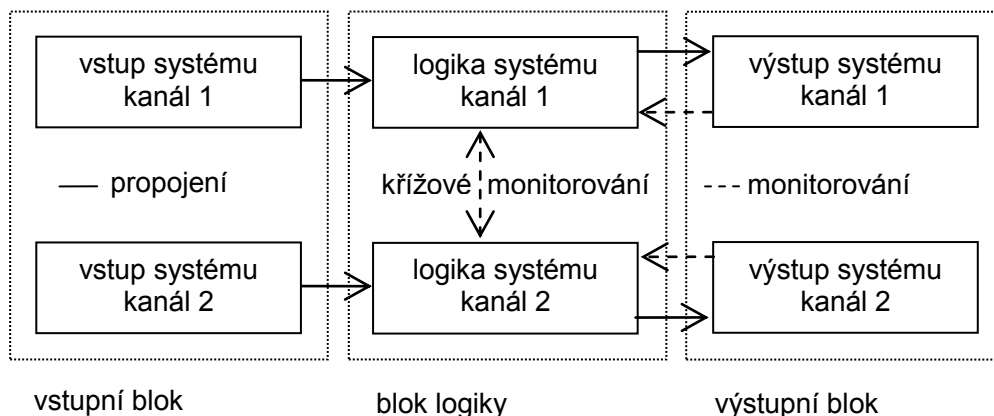 vstup systému
kanál 1
logika systému
kanál 1
výstup systému
kanál 1
propojení
křížové monitorování
monitorování
vstup systému
kanál 2
logika systému
kanál 2
výstup systému
kanál 2
vstupní blok
blok logiky
výstupní blok